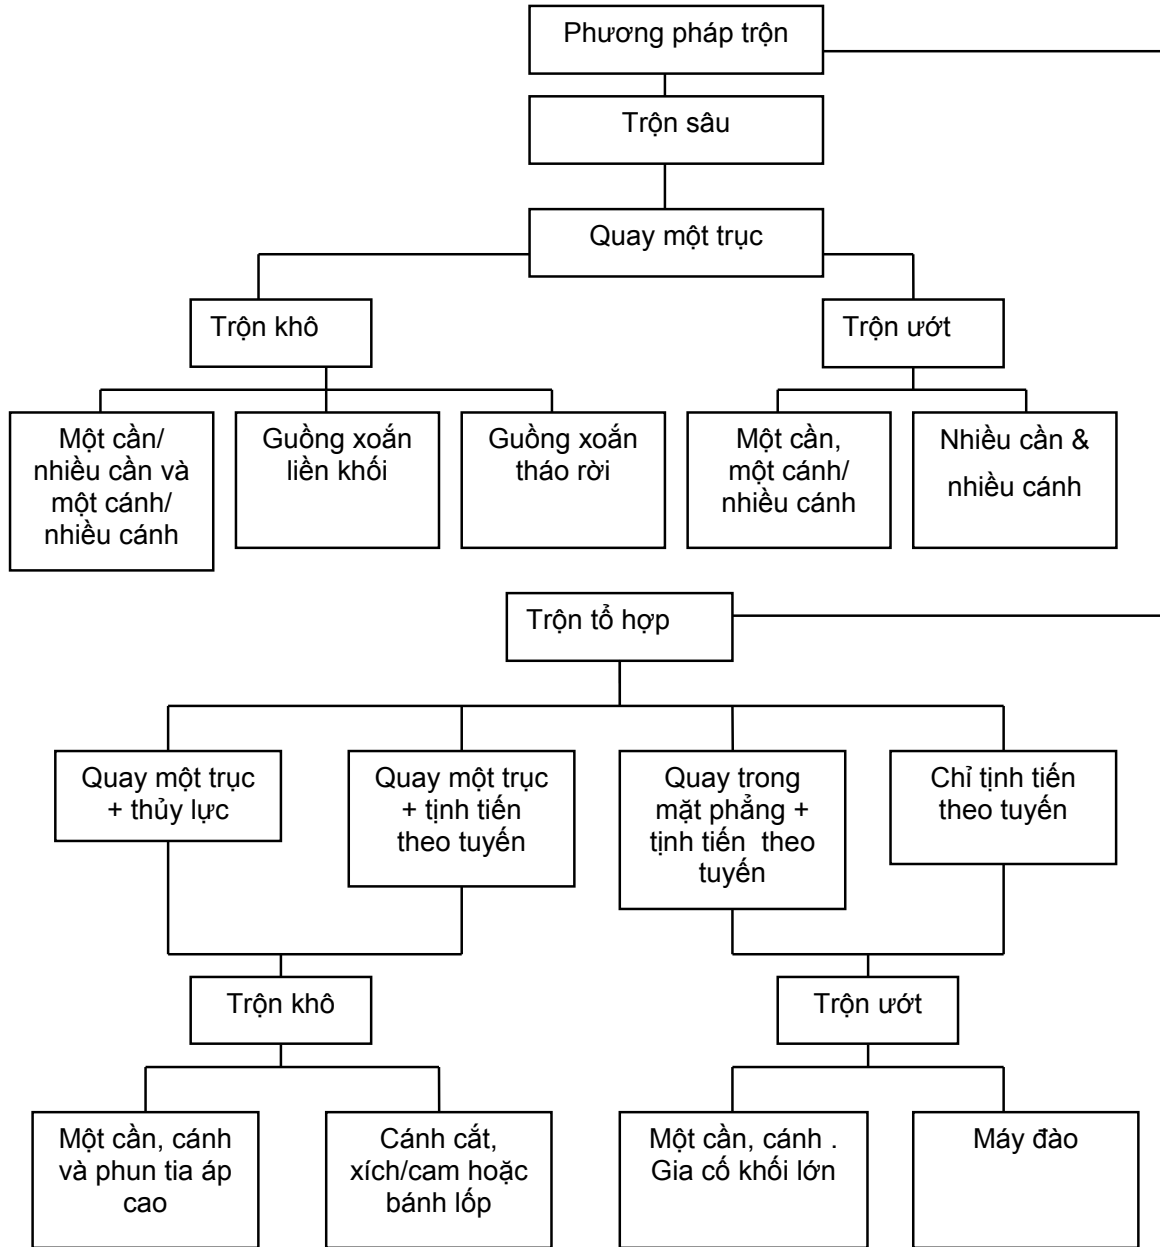 Phương pháp trộn
Trộn sâu
Quay một trục
Trộn khô
Trộn ướt
Một cần/
nhiều cần và
một cánh/
nhiều cánh
Guồng xoắn
liền khối
Guồng xoắn
tháo rời
Một cần,
một cánh/
nhiều cánh
Nhiều cần &
nhiều cánh
Trộn tổ hợp
Quay một trục
+ thủy lực
Quay một trục
+ tịnh tiến
theo tuyến
Quay trong
mặt phẳng +
tịnh tiến theo
tuyến
Chỉ tịnh tiến
theo tuyến
Trộn khô
Trộn ướt
Một cần, cánh
và phun tia áp
cao
Cánh cắt,
xích/cam hoặc
bánh lốp
Một cần, cánh .
Gia cố khối lớn
Máy đào